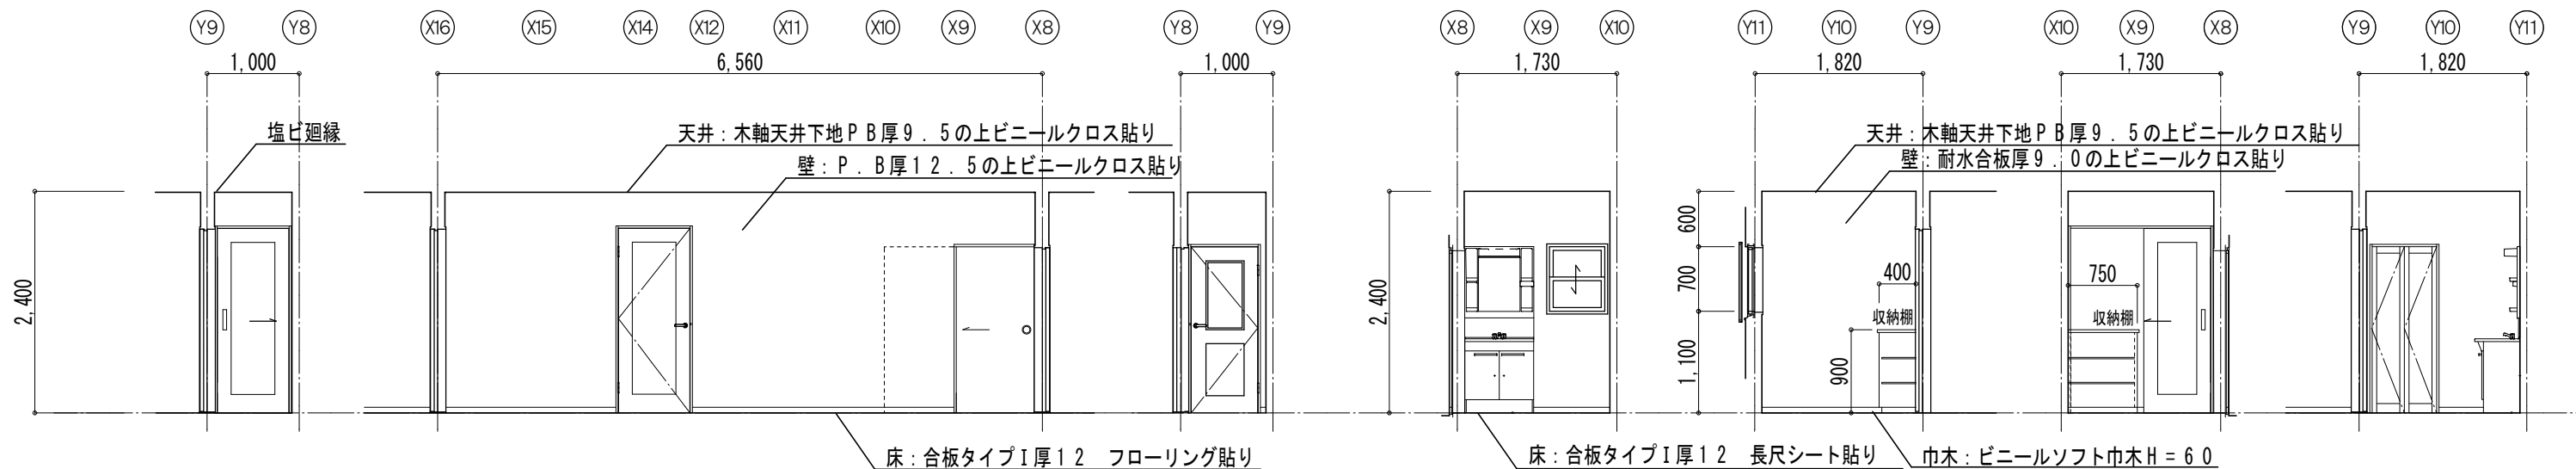 Y9 Y8 X16 X15 X14 X12 X11 X10 X9 X8 Y8 Y9 X8 X9 X10 Y11 Y10 Y9 X10 X9 X8 Y9 Y10 Y11
1,000 6,560 1,000 1,730 1,820 1,730 1,820
塩ビ廻縁
天井：木軸天井下地ＰＢ厚９．５の上ビニールクロス貼り
壁：Ｐ．Ｂ厚１２．５の上ビニールクロス貼り
天井：木軸天井下地ＰＢ厚９．５の上ビニールクロス貼り
壁：耐水合板厚９．０の上ビニールクロス貼り
2,400
2,400
600
700
1,100
400
収納棚
900
750
収納棚
床：合板タイプＩ厚１２　フローリング貼り
床：合板タイプＩ厚１２　長尺シート貼り
巾木：ビニールソフト巾木Ｈ＝６０